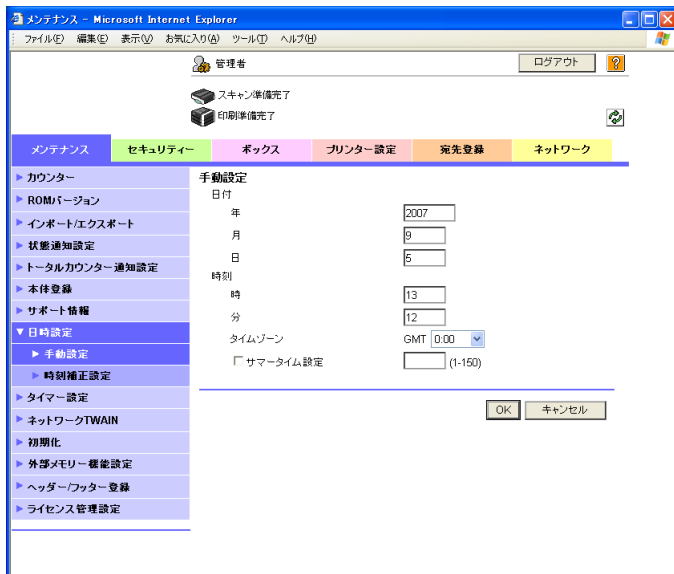 メンテナンス - Microsoft Internet Explorer
ファイル(F) 編集(E) 表示(V) お気に入り(A) ツール(T) ヘルプ(H)
管理者
ログアウト
?
スキャン準備完了
印刷準備完了
メンテナンス セキュリティー ボックス プリンター設定 宛先登録 ネットワーク
カウンター
ROMバージョン
インポート/エクスポート
状態通知設定
トータルカウンター通知設定
本体登録
サポート情報
日時設定
手動設定
時刻補正設定
タイマー設定
ネットワークTWAIN
初期化
外部メモリー機能設定
ヘッダー/フッター登録
ライセンス管理設定
手動設定
日付
年 2007
月 9
日 5
時刻
時 13
分 12
タイムゾーン GMT 0:00
サマータイム設定 (1-150)
OK キャンセル